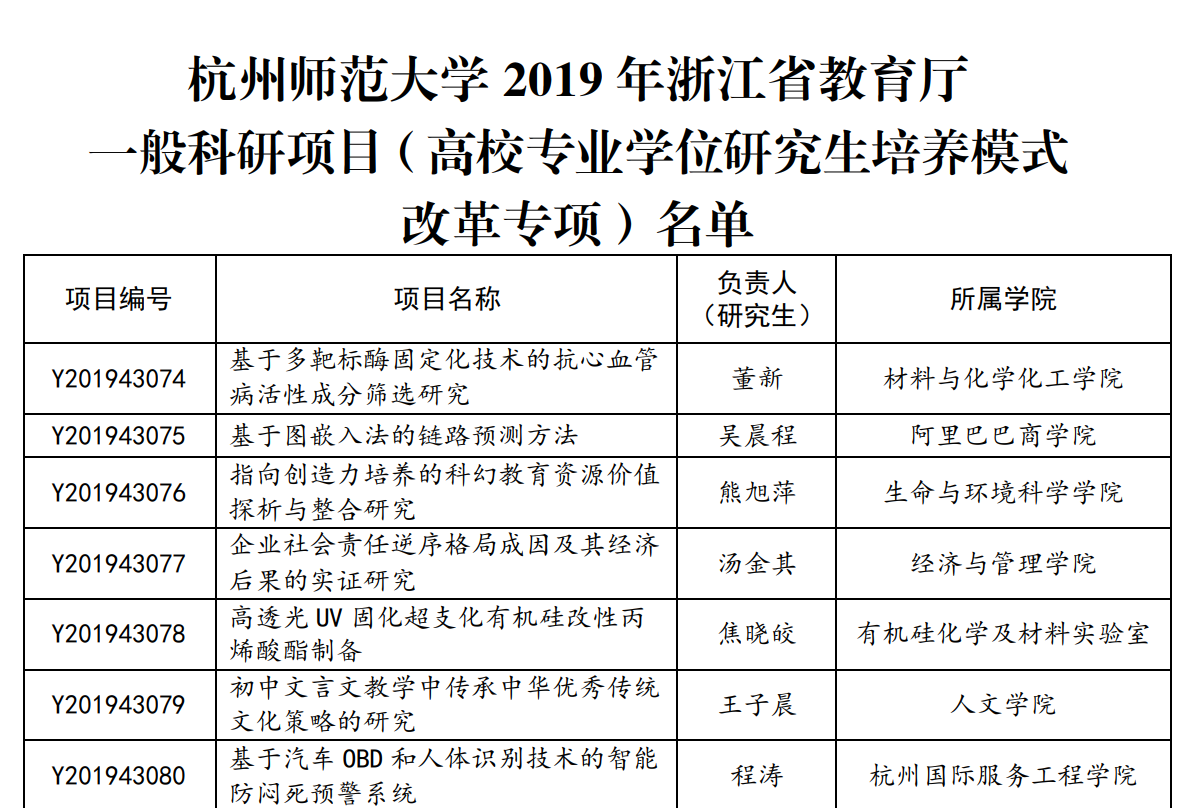 杭州师范大学 2019 年浙江省教育厅
一般科研项目（高校专业学位研究生培养模式
改革专项）名单
项目编号 项目名称 负责人（研究生） 所属学院
Y201943074 基于多靶标酶固定化技术的抗心血管病活性成分筛选研究 董新 材料与化学化工学院
Y201943075 基于图嵌入法的链路预测方法 吴晨程 阿里巴巴商学院
Y201943076 指向创造力培养的科幻教育资源价值探析与整合研究 熊旭萍 生命与环境科学学院
Y201943077 企业社会责任逆序格局成因及其经济后果的实证研究 汤金其 经济与管理学院
Y201943078 高透光 UV 固化超支化有机硅改性丙烯酸酯制备 焦晓皎 有机硅化学及材料实验室
Y201943079 初中文言文教学中传承中华优秀传统文化策略的研究 王子晨 人文学院
Y201943080 基于汽车 OBD 和人体识别技术的智能防闷死预警系统 程涛 杭州国际服务工程学院